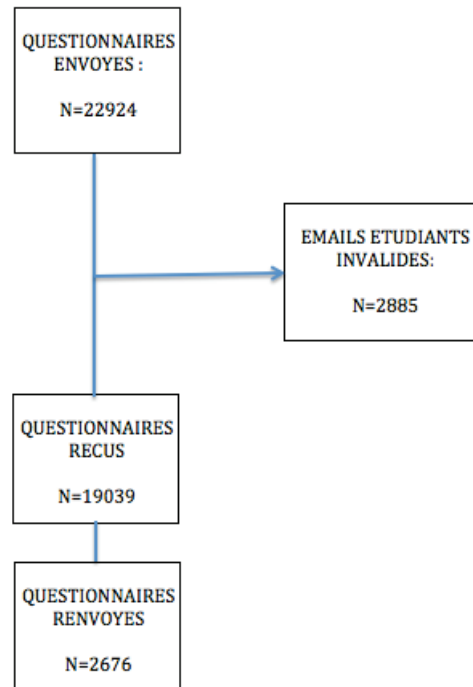 QUESTIONNAIRES
ENVOYES :
N=22924
EMAILS ETUDIANTS
INVALIDES:
N=2885
QUESTIONNAIRES
RECUS
N=19039
QUESTIONNAIRES
RENVOYES
N=2676